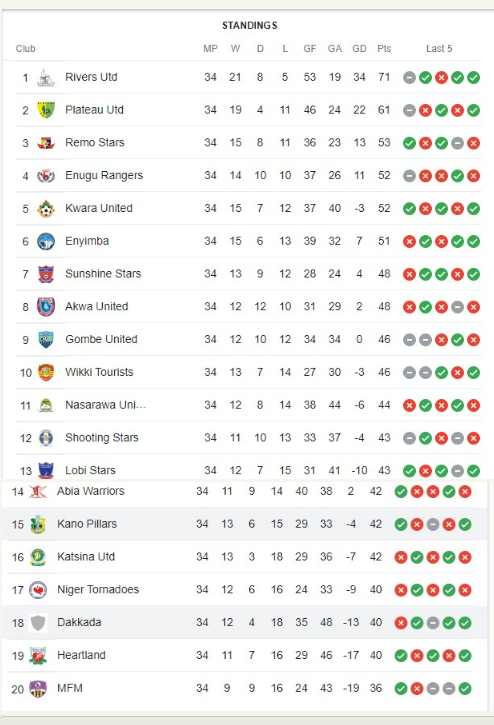 STANDINGS
Club MP W D L GF GA GD Pts Last 5
1 Rivers Utd 34 21 8 5 53 19 34 71
2 Plateau Utd 34 19 4 11 46 24 22 61
3 Remo Stars 34 15 8 11 36 23 13 53
4 Enugu Rangers 34 14 10 10 37 26 11 52
5 Kwara United 34 15 7 12 37 40 -3 52
6 Enyimba 34 15 6 13 39 32 7 51
7 Sunshine Stars 34 13 9 12 28 24 4 48
8 Akwa United 34 12 12 10 31 29 2 48
9 Gombe United 34 12 10 12 34 34 0 46
10 Wikki Tourists 34 13 7 14 27 30 -3 46
11 Nasarawa Uni... 34 12 8 14 38 44 -6 44
12 Shooting Stars 34 11 10 13 33 37 -4 43
13 Lobi Stars 34 12 7 15 31 41 -10 43
14 Abia Warriors 34 11 9 14 40 38 2 42
15 Kano Pillars 34 13 6 15 29 33 -4 42
16 Katsina Utd 34 13 3 18 29 36 -7 42
17 Niger Tornadoes 34 12 6 16 24 33 -9 40
18 Dakkada 34 12 4 18 35 48 -13 40
19 Heartland 34 11 7 16 29 46 -17 40
20 MFM 34 9 9 16 24 43 -19 36